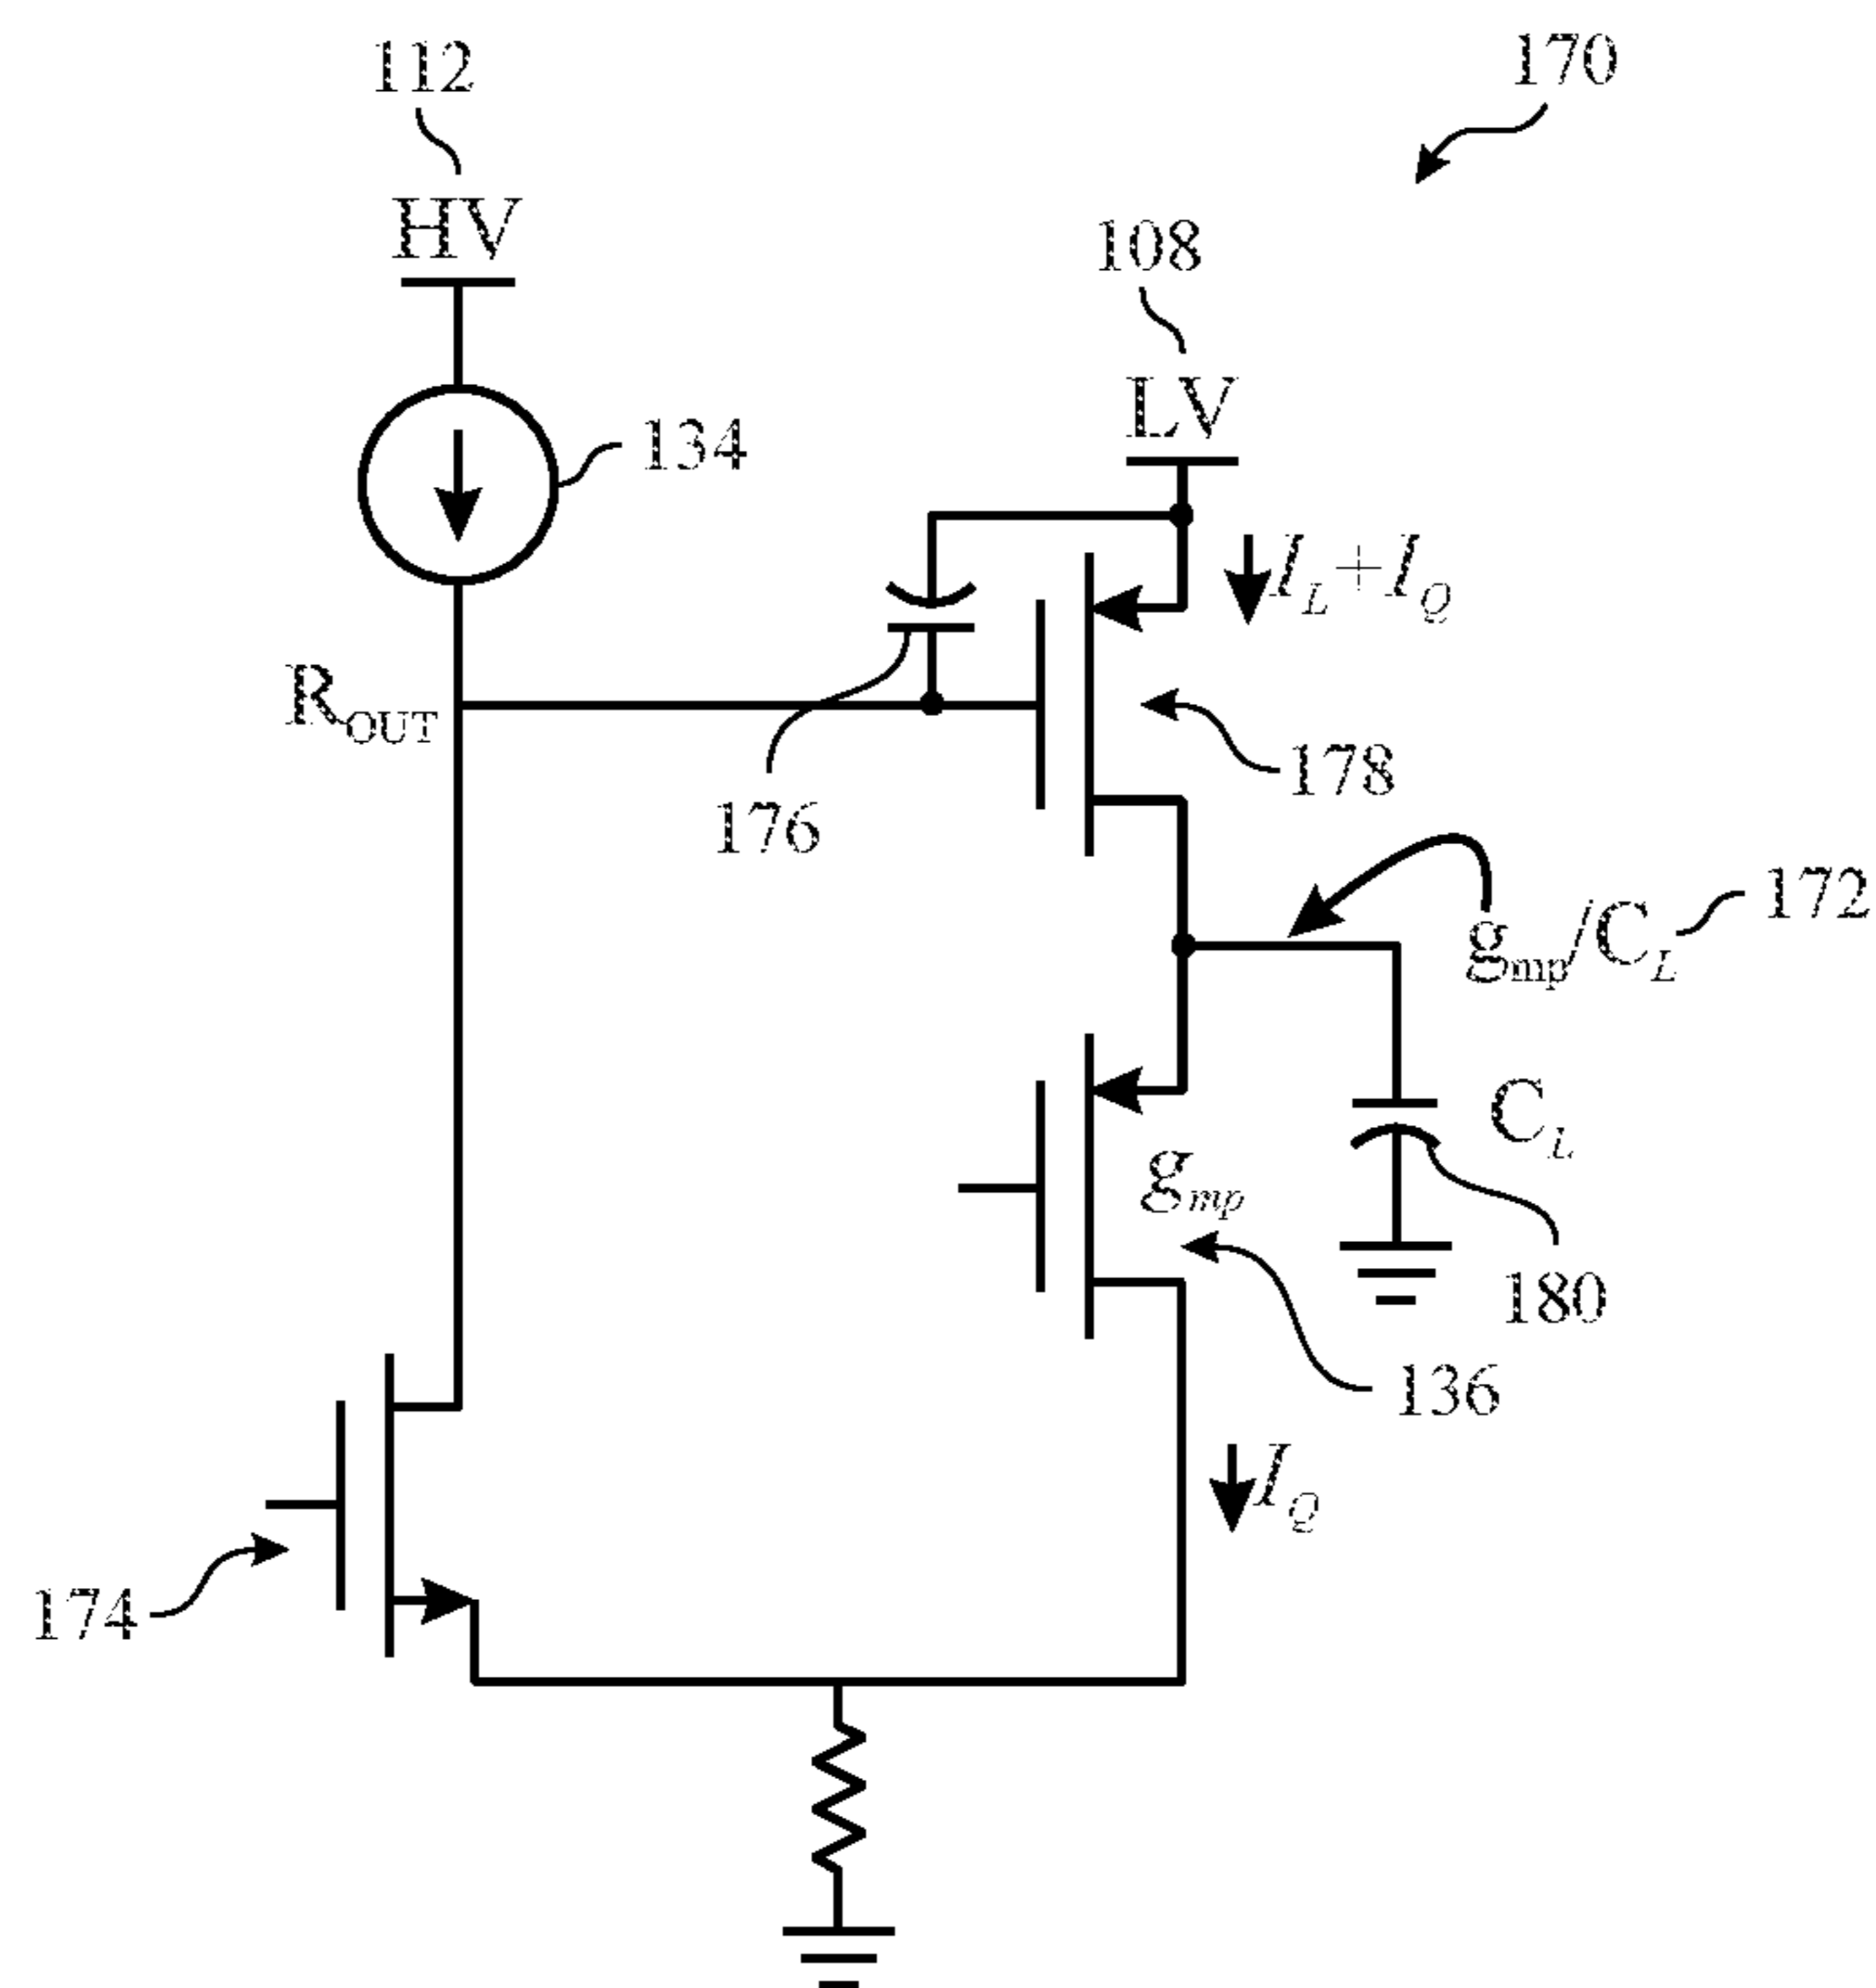 112
170
HV
108
LV
134
I_L+I_Q
R_OUT
178
176
172
g_mp/C_L
C_L
g_mp
180
136
I_Q
174